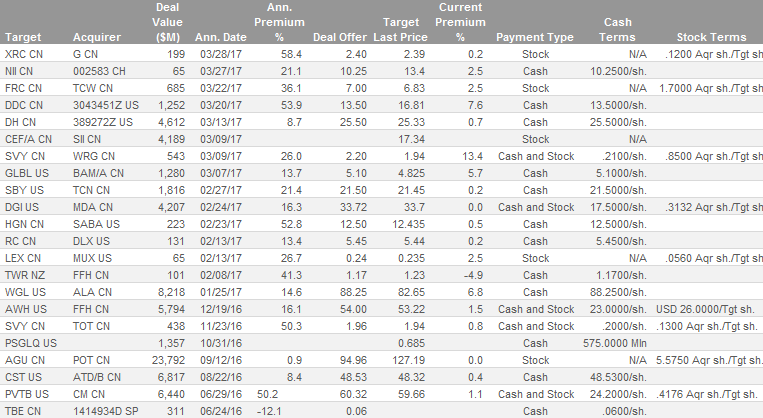 Deal Ann. Current
Value Premium Target Premium Cash
Target Acquirer ($M) Ann. Date % Deal Offer Last Price % Payment Type Terms Stock Terms
XRC CN G CN 199 03/28/17 58.4 2.40 2.39 0.2 Stock N/A .1200 Aqr sh./Tgt sh
NII CN 002583 CH 65 03/27/17 21.1 10.25 13.4 2.5 Cash 10.2500/sh.
FRC CN TCW CN 685 03/22/17 36.1 7.00 6.83 2.5 Stock N/A 1.7000 Aqr sh./Tgt sh
DDC CN 3043451Z US 1,252 03/20/17 53.9 13.50 16.81 7.6 Cash 13.5000/sh.
DH CN 389272Z US 4,612 03/13/17 8.7 25.50 25.33 0.7 Cash 25.5000/sh.
CEF/A CN SII CN 4,189 03/09/17 17.34 Stock N/A
SVY CN WRG CN 543 03/09/17 26.0 2.20 1.94 13.4 Cash and Stock .2100/sh. .8500 Aqr sh./Tgt sh
GLBL US BAM/A CN 1,280 03/07/17 13.7 5.10 4.825 5.7 Cash 5.1000/sh.
SBY US TCN CN 1,816 02/27/17 21.4 21.50 21.45 0.2 Cash 21.5000/sh.
DGI US MDA CN 4,207 02/24/17 16.3 33.72 33.7 0.0 Cash and Stock 17.5000/sh. .3132 Aqr sh./Tgt sh
HGN CN SABA US 223 02/23/17 52.8 12.50 12.435 0.5 Cash 12.5000/sh.
RC CN DLX US 131 02/13/17 13.4 5.45 5.44 0.2 Cash 5.4500/sh.
LEX CN MUX US 65 02/13/17 26.7 0.24 0.235 2.5 Stock N/A .0560 Aqr sh./Tgt sh
TWR NZ FFH CN 101 02/08/17 41.3 1.17 1.23 -4.9 Cash 1.1700/sh.
WGL US ALA CN 8,218 01/25/17 14.6 88.25 82.65 6.8 Cash 88.2500/sh.
AWH US FFH CN 5,794 12/19/16 16.1 54.00 53.22 1.5 Cash and Stock 23.0000/sh. USD 26.0000/Tgt sh.
SVY CN TOT CN 438 11/23/16 50.3 1.96 1.94 0.8 Cash and Stock .2000/sh. .1300 Aqr sh./Tgt sh.
PSGLQ US 1,357 10/31/16 0.685 Cash 575.0000 Mln
AGU CN POT CN 23,792 09/12/16 0.9 94.96 127.19 0.0 Stock N/A 5.5750 Aqr sh./Tgt sh.
CST US ATD/B CN 6,817 08/22/16 8.4 48.53 48.32 0.4 Cash 48.5300/sh.
PVTB US CM CN 6,440 06/29/16 50.2 60.32 59.66 1.1 Cash and Stock 24.2000/sh. .4176 Aqr sh./Tgt sh.
TBE CN 1414934D SP 311 06/24/16 -12.1 0.06 Cash .0600/sh.